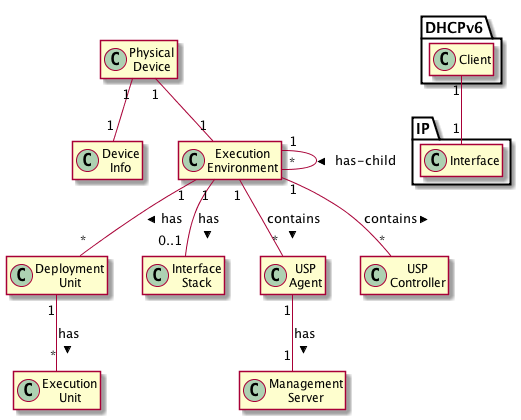 DHCPv6
C Client
C Physical
Device
1
1
1
1
1
1
IP
C Interface
C Device
Info
C Execution
Environment
1
*
◄ has-child
1
1
1
1
◄ has
has
▼
contains
▼
contains ►
*
0..1
*
*
C Deployment
Unit
C Interface
Stack
C USP
Agent
C USP
Controller
1
1
has
▼
has
▼
*
1
C Execution
Unit
C Management
Server